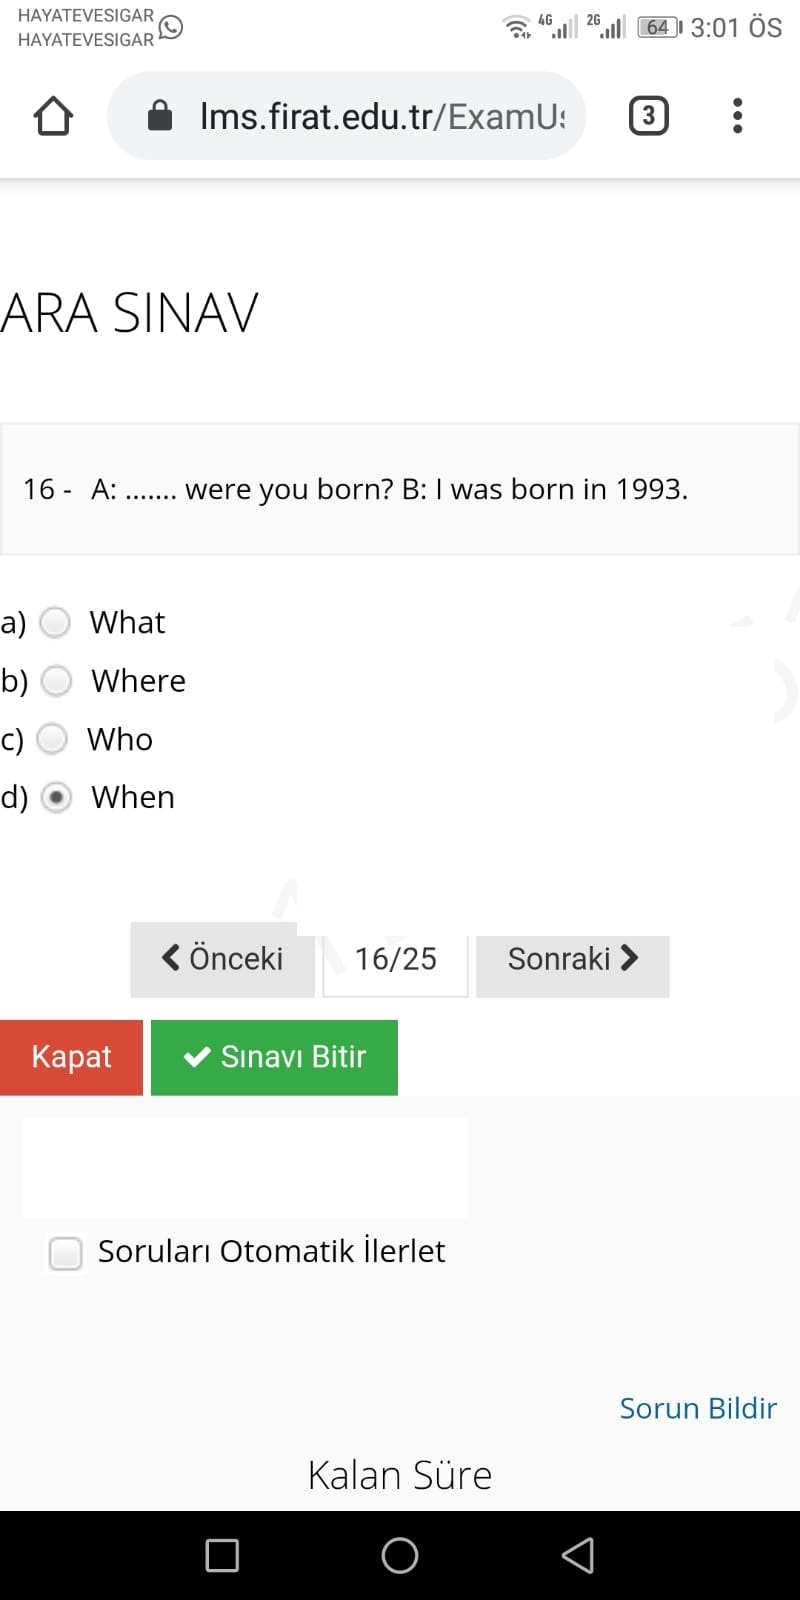 HAYATEVESIGAR
HAYATEVESIGAR
4G 2G 64 3:01 ÖS
lms.firat.edu.tr/ExamUs
3
ARA SINAV
16 - A: ....... were you born? B: I was born in 1993.
a) What
b) Where
c) Who
d) When
Önceki 16/25 Sonraki
Kapat Sınavı Bitir
Soruları Otomatik İlerlet
Sorun Bildir
Kalan Süre